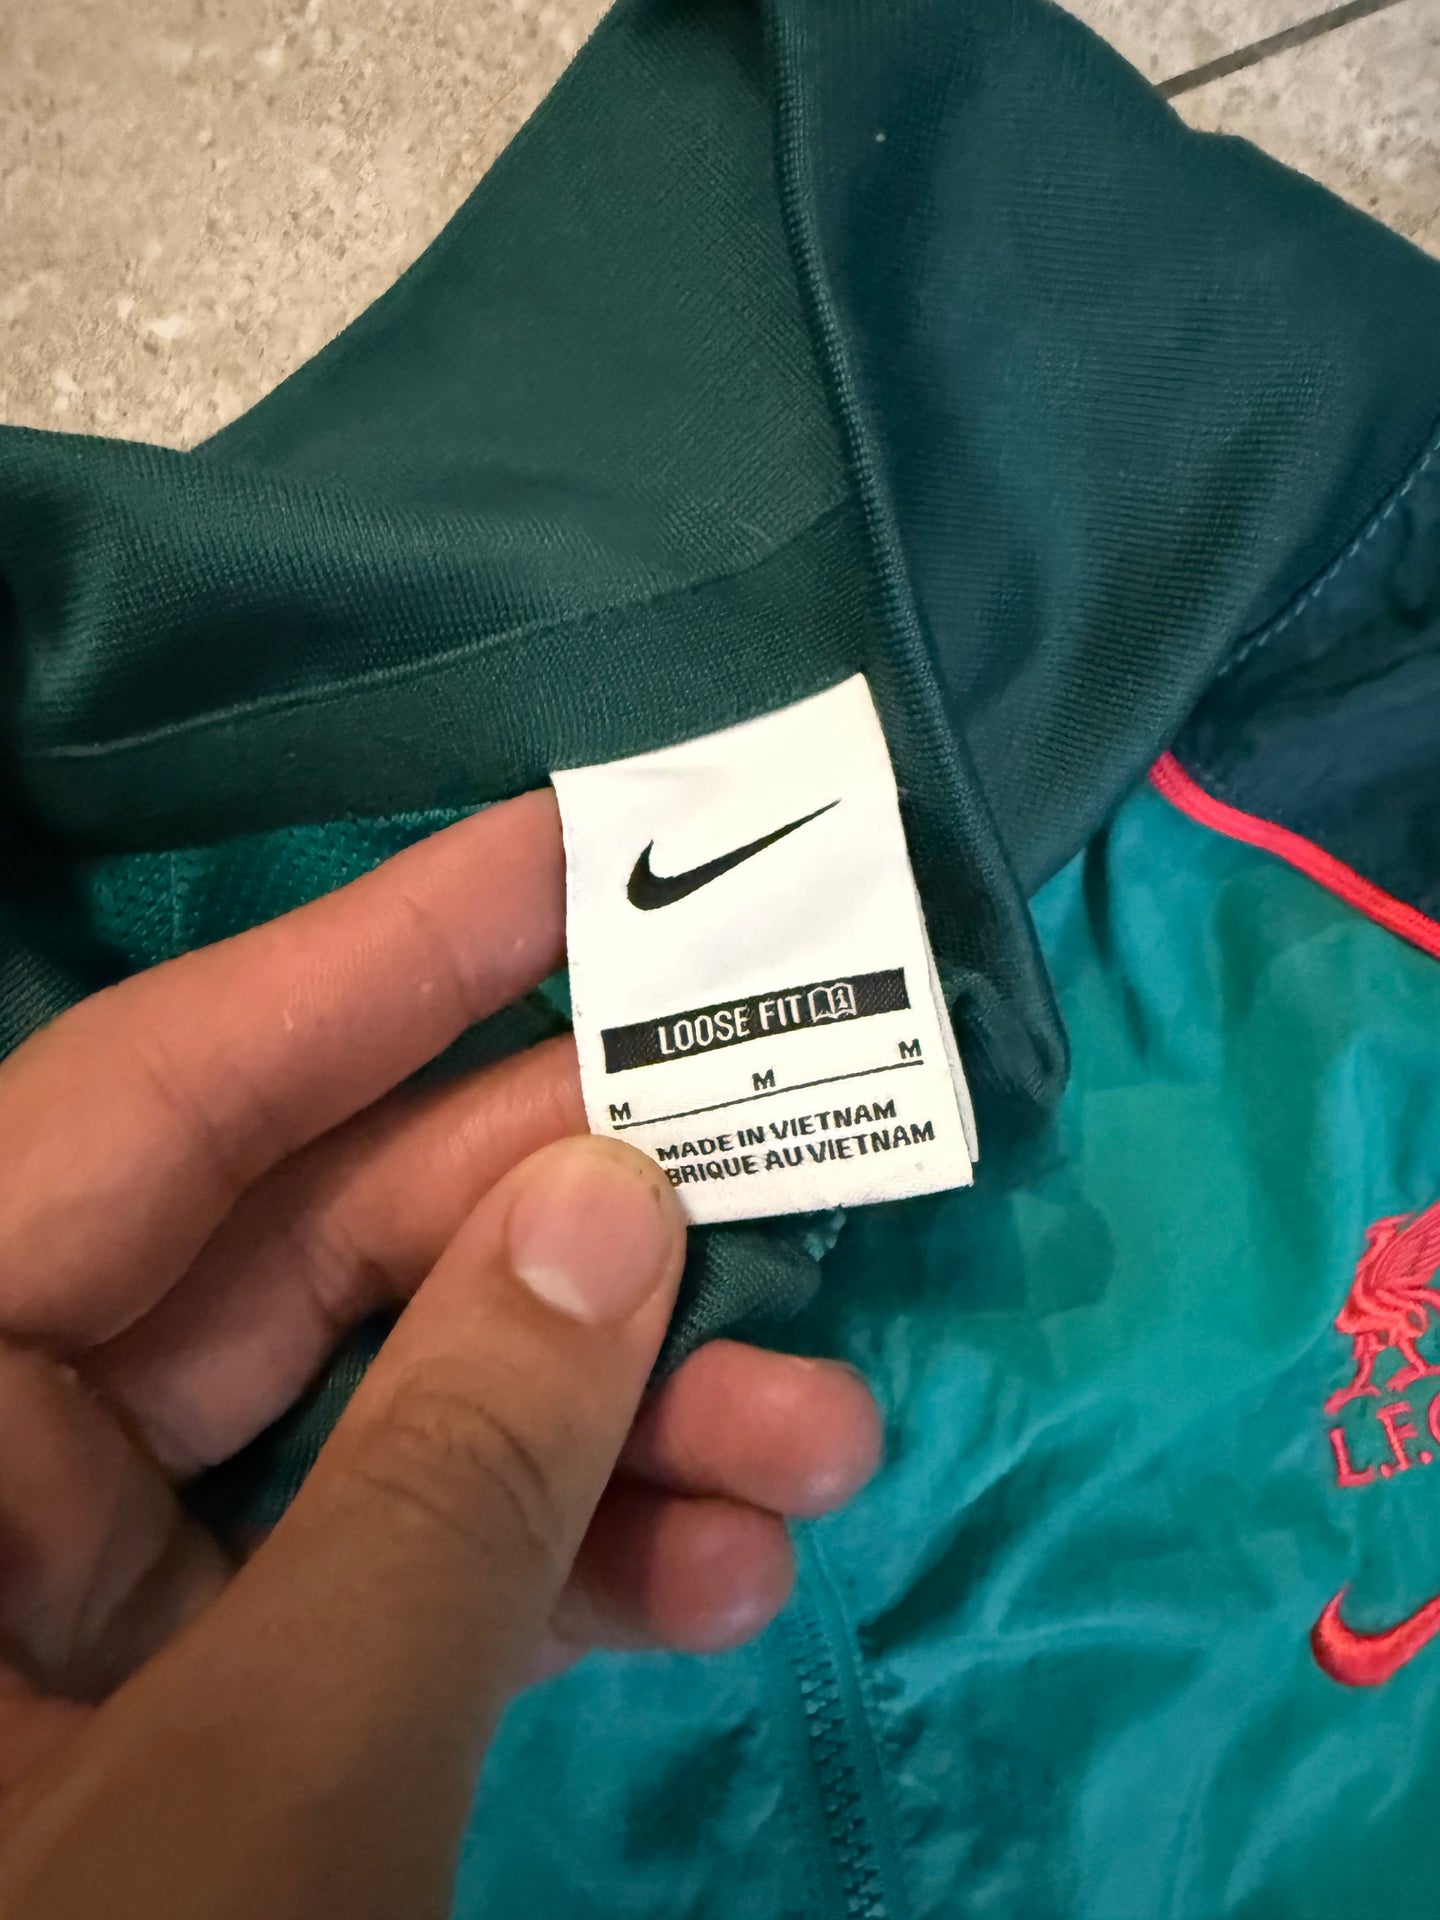 LOOSE FIT
M M M
MADE IN VIETNAM
BRIQUE AU VIETNAM
L.F.C